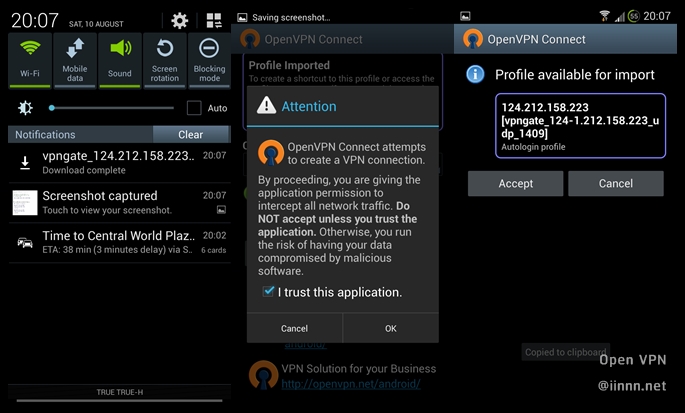 20:07
SAT, 10 AUGUST
Wi-Fi
Mobile
data
Sound
Screen
rotation
Blocking
mode
Auto
Notifications
Clear
vpngate_124.212.158.223..
20:07
Download complete
Screenshot captured
20:07
Touch to view your screenshot.
Time to Central World Plaz..
20:02
ETA: 38 min (3 minutes delay) via S..
6 cards
TRUE TRUE-H
Saving screenshot...
OpenVPN Connect
Profile Imported
To create a shortcut to this profile or access the
Attention
OpenVPN Connect attempts
to create a VPN connection.
By proceeding, you are giving the
application permission to
intercept all network traffic. Do
NOT accept unless you trust the
application. Otherwise, you run
the risk of having your data
compromised by malicious
software.
I trust this application.
Cancel
OK
android/
VPN Solution for your Business
http://openvpn.net/android/
55
20:07
OpenVPN Connect
Profile available for import
124.212.158.223
[vpngate_124-1.212.158.223_u
dp_1409]
Autologin profile
Accept
Cancel
Copied to clipboard
Open VPN
@iinnn.net